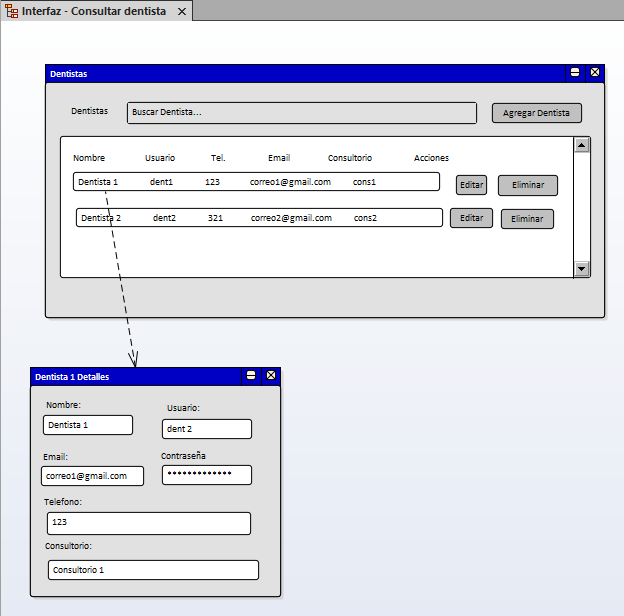 Interfaz - Consultar dentista
Dentistas
Dentistas Buscar Dentista... Agregar Dentista
Nombre Usuario Tel. Email Consultorio Acciones
Dentista 1 dent1 123 correo1@gmail.com cons1 Editar Eliminar
Dentista 2 dent2 321 correo2@gmail.com cons2 Editar Eliminar
Dentista 1 Detalles
Nombre: Usuario:
Dentista 1 dent 2
Email: Contraseña
correo1@gmail.com *************
Telefono:
123
Consultorio:
Consultorio 1